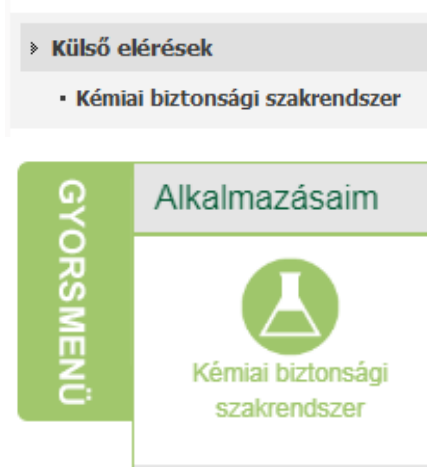 Külső elérések
Kémiai biztonsági szakrendszer
GYORSMENÜ
Alkalmazásaim
Kémiai biztonsági
szakrendszer